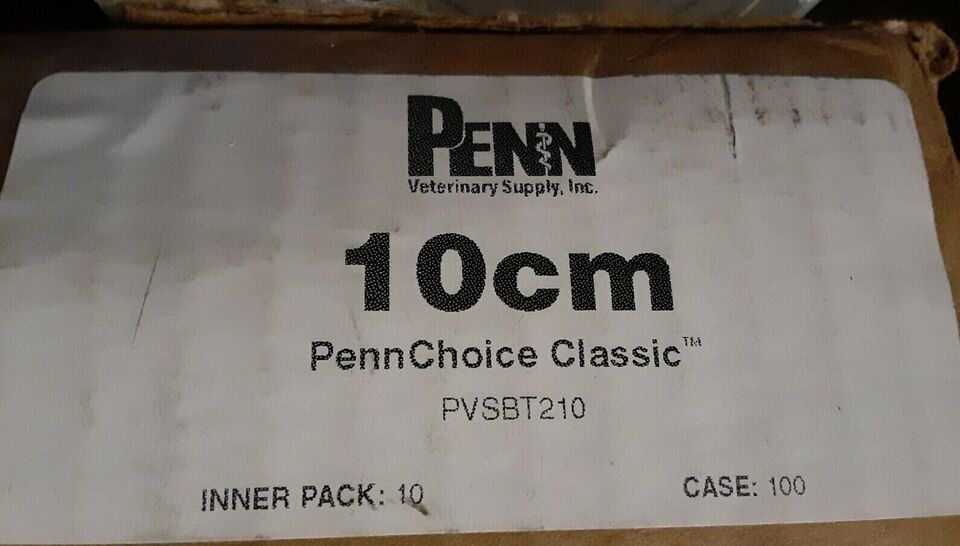 PENN
Veterinary Supply, Inc.
10cm
PennChoice Classic™
PVSBT210
INNER PACK: 10 CASE: 100